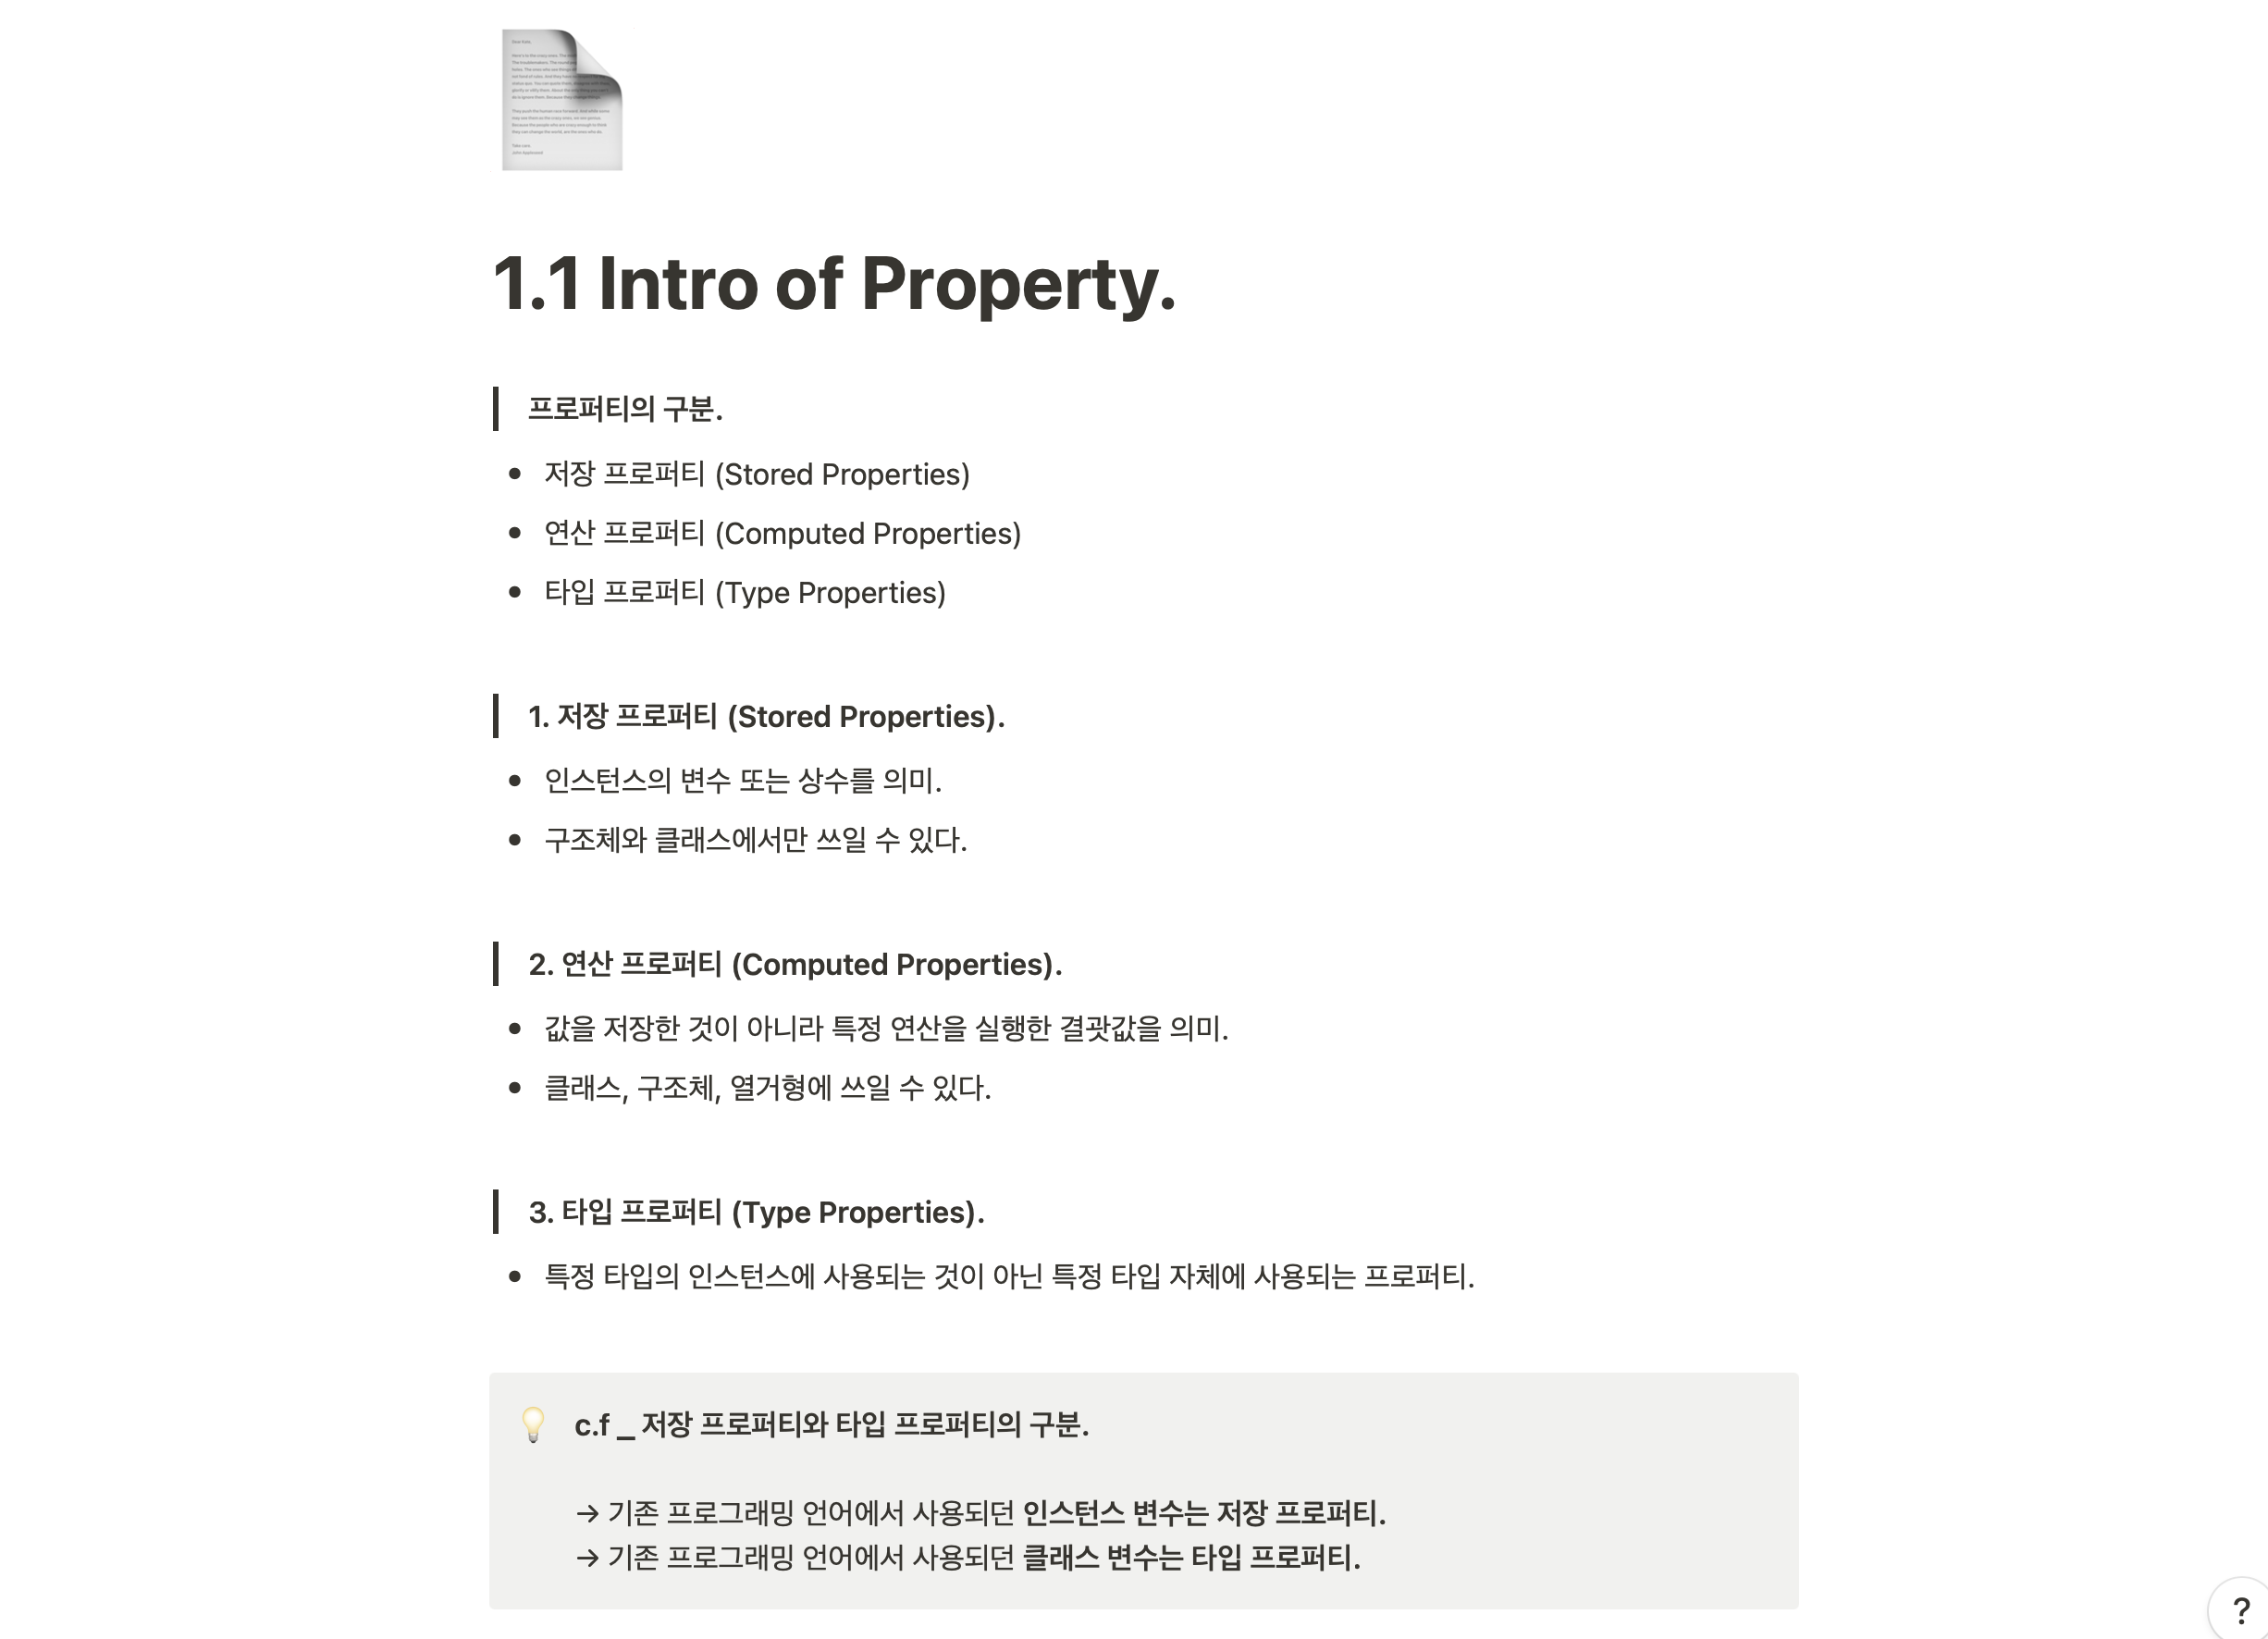 1.1 Intro of Property.
프로퍼티의 구분.
• 저장 프로퍼티 (Stored Properties)
• 연산 프로퍼티 (Computed Properties)
• 타입 프로퍼티 (Type Properties)
1. 저장 프로퍼티 (Stored Properties).
• 인스턴스의 변수 또는 상수를 의미.
• 구조체와 클래스에서만 쓰일 수 있다.
2. 연산 프로퍼티 (Computed Properties).
• 값을 저장한 것이 아니라 특정 연산을 실행한 결괏값을 의미.
• 클래스, 구조체, 열거형에 쓰일 수 있다.
3. 타입 프로퍼티 (Type Properties).
• 특정 타입의 인스턴스에 사용되는 것이 아닌 특정 타입 자체에 사용되는 프로퍼티.
c.f _ 저장 프로퍼티와 타입 프로퍼티의 구분.
→ 기존 프로그래밍 언어에서 사용되던 인스턴스 변수는 저장 프로퍼티.
→ 기존 프로그래밍 언어에서 사용되던 클래스 변수는 타입 프로퍼티.
?